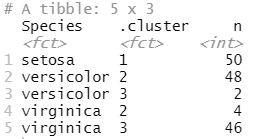 # A tibble: 5 x 3
Species .cluster n
<fct> <fct> <int>
1 setosa 1 50
2 versicolor 2 48
3 versicolor 3 2
4 virginica 2 4
5 virginica 3 46